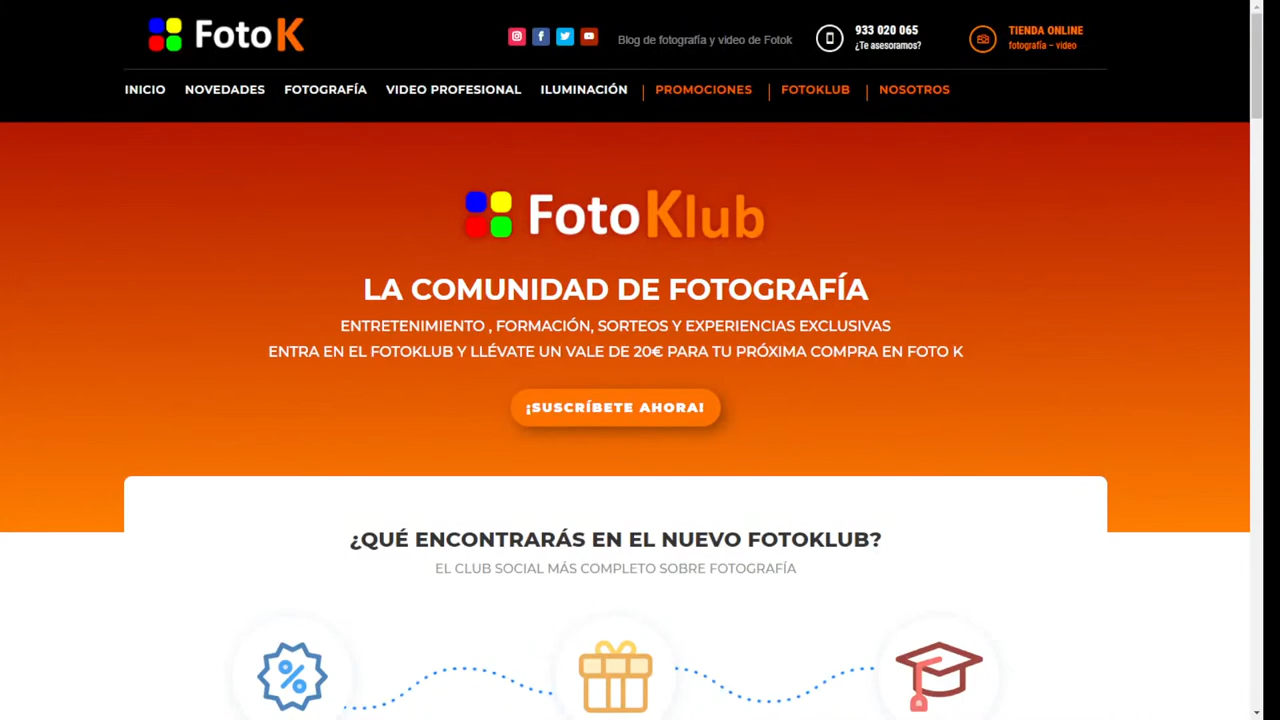 FotoK
Blog de fotografía y video de Fotok
933 020 065
¿Te asesoramos?
TIENDA ONLINE
fotografía – video
INICIO NOVEDADES FOTOGRAFÍA VIDEO PROFESIONAL ILUMINACIÓN PROMOCIONES FOTOKLUB NOSOTROS
FotoKlub
LA COMUNIDAD DE FOTOGRAFÍA
ENTRETENIMIENTO , FORMACIÓN, SORTEOS Y EXPERIENCIAS EXCLUSIVAS
ENTRA EN EL FOTOKLUB Y LLÉVATE UN VALE DE 20€ PARA TU PRÓXIMA COMPRA EN FOTO K
¡SUSCRÍBETE AHORA!
¿QUÉ ENCONTRARÁS EN EL NUEVO FOTOKLUB?
EL CLUB SOCIAL MÁS COMPLETO SOBRE FOTOGRAFÍA
%